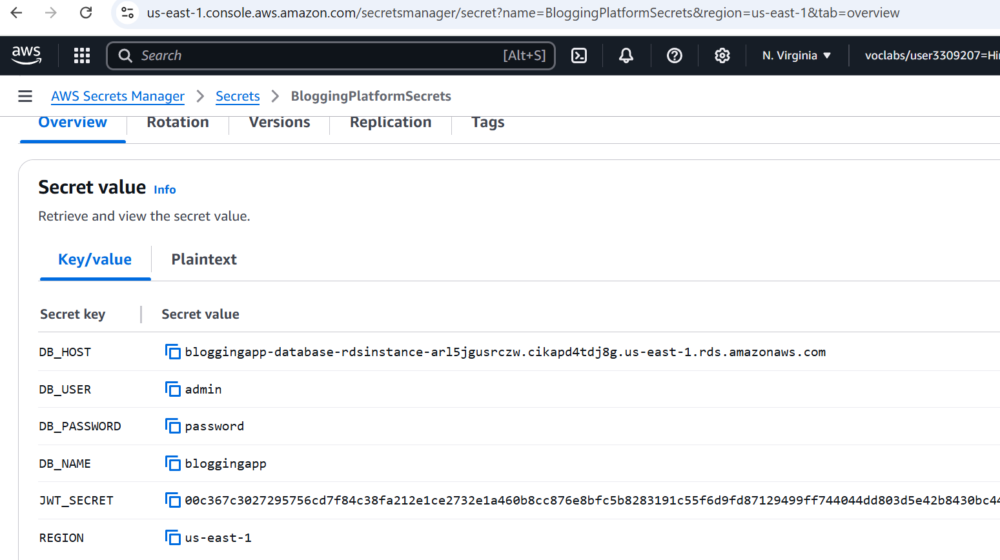 us-east-1.console.aws.amazon.com/secretsmanager/secret?name=BloggingPlatformSecrets&region=us-east-1&tab=overview
aws Search [Alt+S] N. Virginia voclabs/user3309207=Hi
AWS Secrets Manager > Secrets > BloggingPlatformSecrets
Overview Rotation Versions Replication Tags
Secret value Info
Retrieve and view the secret value.
Key/value Plaintext
Secret key Secret value
DB_HOST bloggingapp-database-rdsinstance-arl5jgusrczw.cikapd4tdj8g.us-east-1.rds.amazonaws.com
DB_USER admin
DB_PASSWORD password
DB_NAME bloggingapp
JWT_SECRET 00c367c3027295756cd7f84c38fa212e1ce2732e1a460b8cc876e8bfc5b8283191c55f6d9fd87129499ff744044dd803d5e42b8430bc44
REGION us-east-1